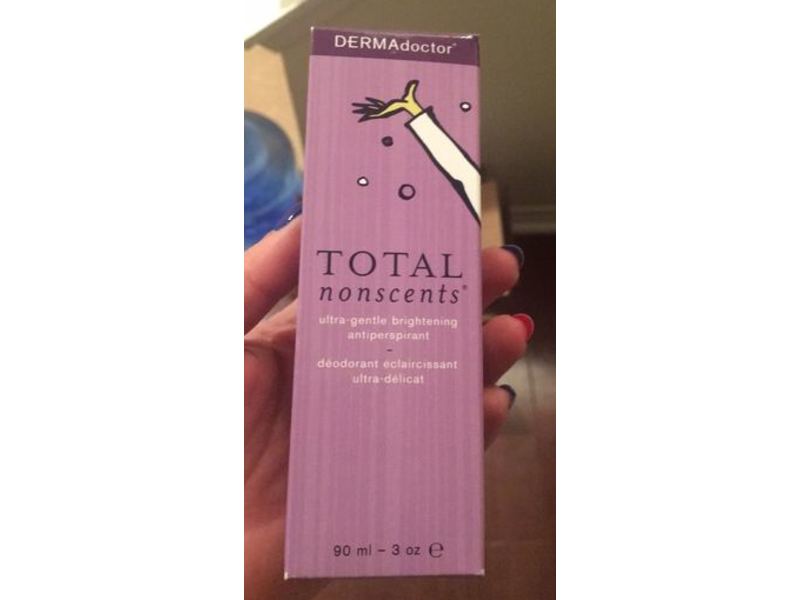 DERMAdoctor®
TOTAL
nonscents®
ultra-gentle brightening
antiperspirant
–
déodorant éclaircissant
ultra-délicat
90 ml – 3 oz ℮